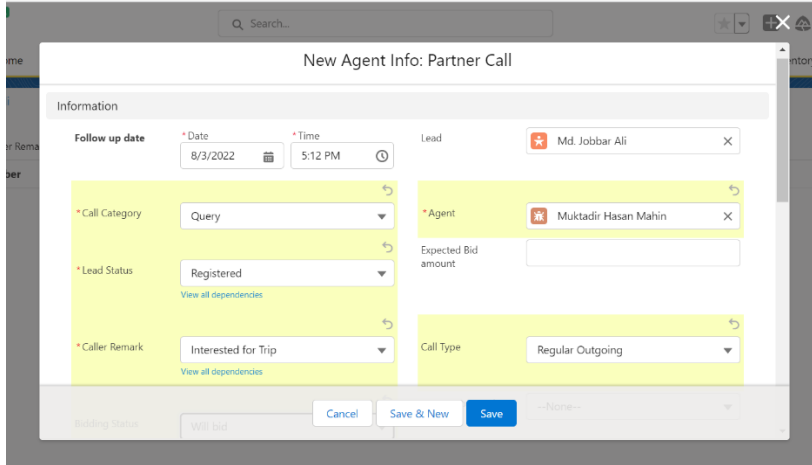 Search...
New Agent Info: Partner Call
Information
Follow up date
*Date
*Time
8/3/2022
5:12 PM
Lead
Md. Jobbar Ali
*Call Category
Query
*Agent
Muktadir Hasan Mahin
Expected Bid
amount
*Lead Status
Registered
View all dependencies
*Caller Remark
Interested for Trip
View all dependencies
Call Type
Regular Outgoing
Bidding Status
Will bid
--None--
Cancel
Save & New
Save